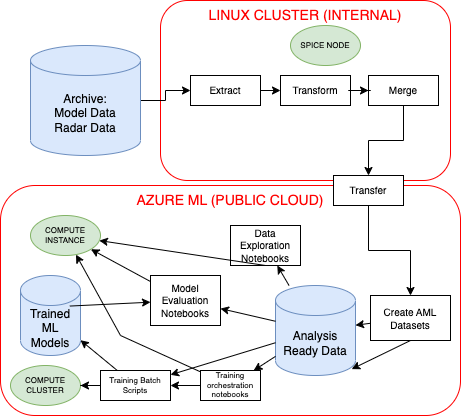 LINUX CLUSTER (INTERNAL)
SPICE NODE
Archive:
Model Data
Radar Data
Extract
Transform
Merge
Transfer
AZURE ML (PUBLIC CLOUD)
COMPUTE
INSTANCE
Data
Exploration
Notebooks
Model
Evaluation
Notebooks
Trained
ML
Models
Analysis
Ready Data
Create AML
Datasets
COMPUTE
CLUSTER
Training Batch
Scripts
Training
orchestration
notebooks